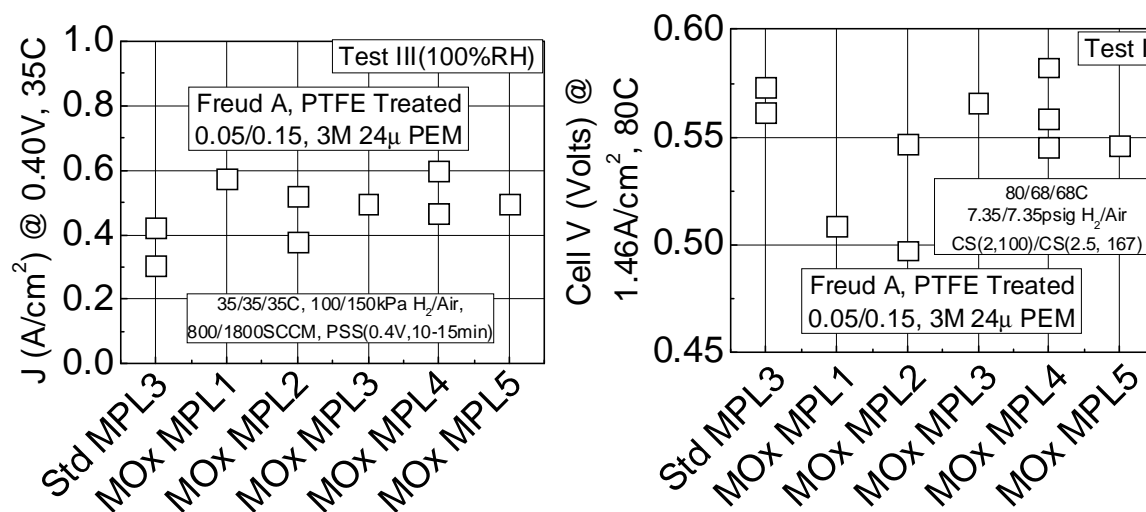 J (A/cm²) @ 0.40V, 35C
1.0
0.8
0.6
0.4
0.2
0.0
Test III(100%RH)
Freud A, PTFE Treated
0.05/0.15, 3M 24μ PEM
35/35/35C, 100/150kPa H₂/Air,
800/1800SCCM, PSS(0.4V,10-15min)
Std MPL3
MOx MPL1
MOx MPL2
MOx MPL3
MOx MPL4
MOx MPL5
Cell V (Volts) @
1.46A/cm², 80C
0.60
0.55
0.50
0.45
Test I
80/68/68C
7.35/7.35psig H₂/Air
CS(2,100)/CS(2.5, 167)
Freud A, PTFE Treated
0.05/0.15, 3M 24μ PEM
Std MPL3
MOx MPL1
MOx MPL2
MOx MPL3
MOx MPL4
MOx MPL5